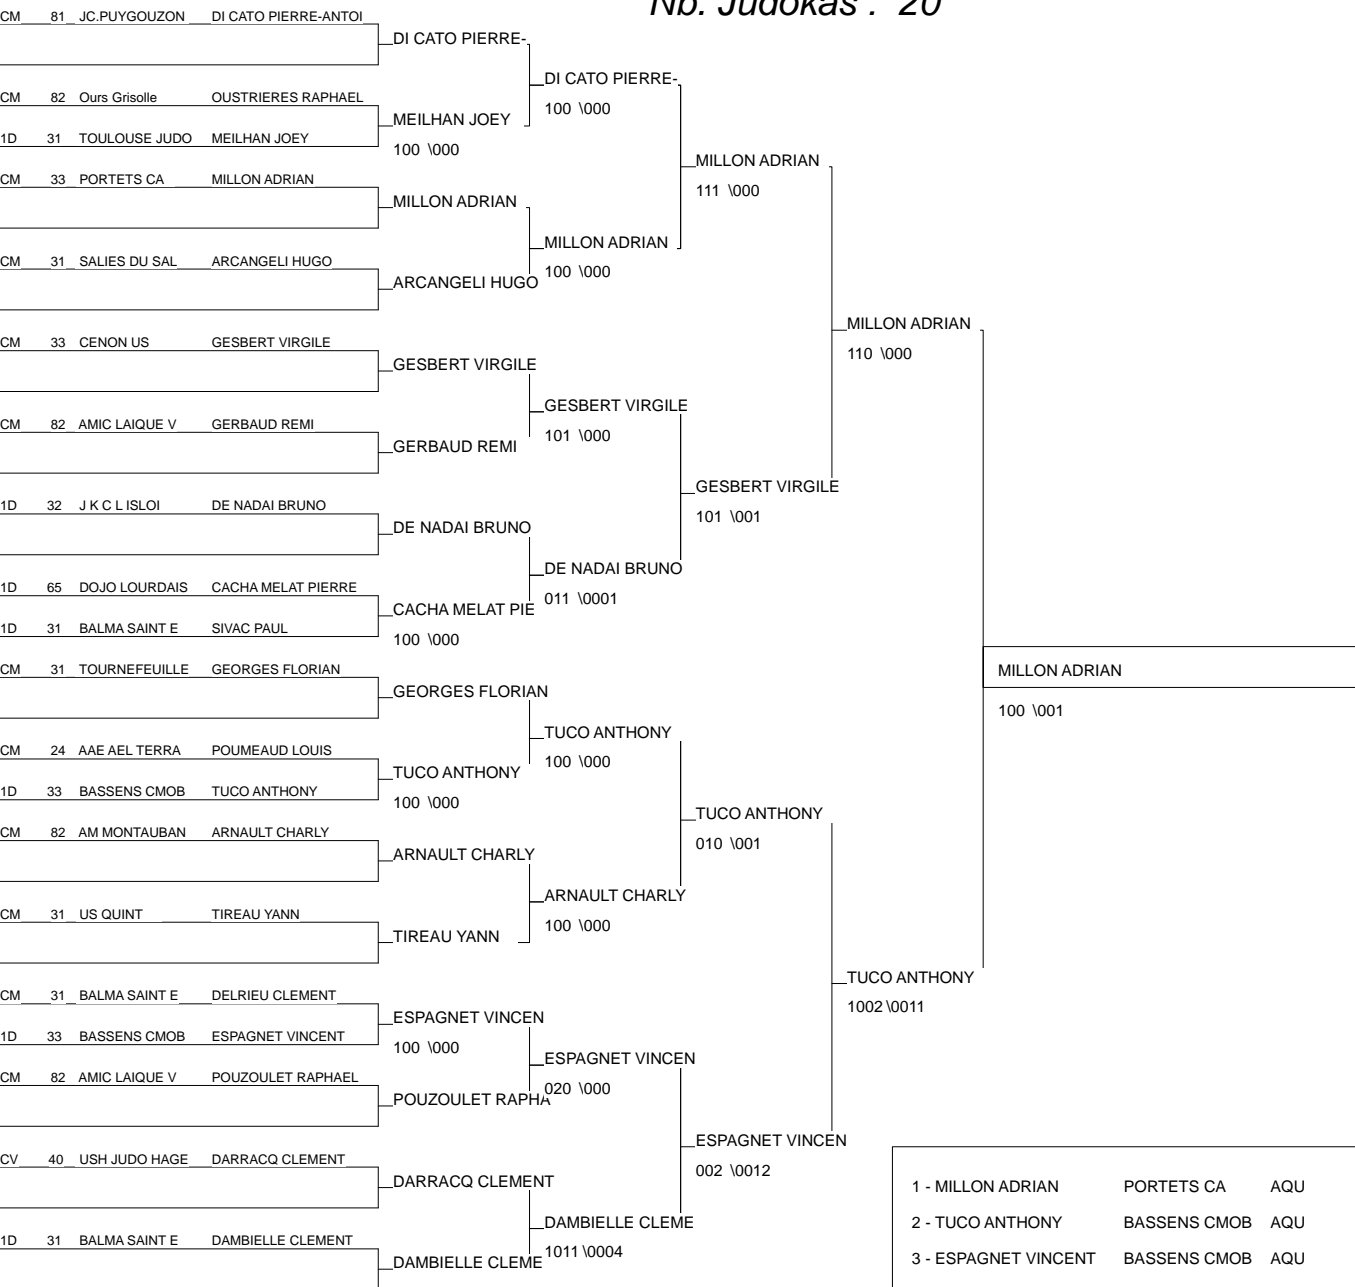 Nb. Judokas : 20
CM 81 JC.PUYGOUZON DI CATO PIERRE-ANTOI
DI CATO PIERRE-
DI CATO PIERRE-
100 \000
CM 82 Ours Grisolle OUSTRIERES RAPHAEL
MEILHAN JOEY
100 \000
1D 31 TOULOUSE JUDO MEILHAN JOEY
MILLON ADRIAN
111 \000
CM 33 PORTETS CA MILLON ADRIAN
MILLON ADRIAN
MILLON ADRIAN
100 \000
CM 31 SALIES DU SAL ARCANGELI HUGO
ARCANGELI HUGO
MILLON ADRIAN
110 \000
CM 33 CENON US GESBERT VIRGILE
GESBERT VIRGILE
GESBERT VIRGILE
101 \000
CM 82 AMIC LAIQUE V GERBAUD REMI
GERBAUD REMI
GESBERT VIRGILE
101 \001
1D 32 J K C L ISLOI DE NADAI BRUNO
DE NADAI BRUNO
DE NADAI BRUNO
011 \0001
1D 65 DOJO LOURDAIS CACHA MELAT PIERRE
CACHA MELAT PIE
100 \000
1D 31 BALMA SAINT E SIVAC PAUL
MILLON ADRIAN
100 \001
CM 31 TOURNEFEUILLE GEORGES FLORIAN
GEORGES FLORIAN
TUCO ANTHONY
100 \000
CM 24 AAE AEL TERRA POUMEAUD LOUIS
TUCO ANTHONY
100 \000
1D 33 BASSENS CMOB TUCO ANTHONY
TUCO ANTHONY
010 \001
CM 82 AM MONTAUBAN ARNAULT CHARLY
ARNAULT CHARLY
ARNAULT CHARLY
100 \000
CM 31 US QUINT TIREAU YANN
TIREAU YANN
TUCO ANTHONY
1002 \0011
CM 31 BALMA SAINT E DELRIEU CLEMENT
ESPAGNET VINCEN
100 \000
1D 33 BASSENS CMOB ESPAGNET VINCENT
ESPAGNET VINCEN
020 \000
CM 82 AMIC LAIQUE V POUZOULET RAPHAEL
POUZOULET RAPHA
ESPAGNET VINCEN
002 \0012
CV 40 USH JUDO HAGE DARRACQ CLEMENT
DARRACQ CLEMENT
DAMBIELLE CLEME
1011 \0004
1D 31 BALMA SAINT E DAMBIELLE CLEMENT
DAMBIELLE CLEME
1 - MILLON ADRIAN PORTETS CA AQU
2 - TUCO ANTHONY BASSENS CMOB AQU
3 - ESPAGNET VINCENT BASSENS CMOB AQU